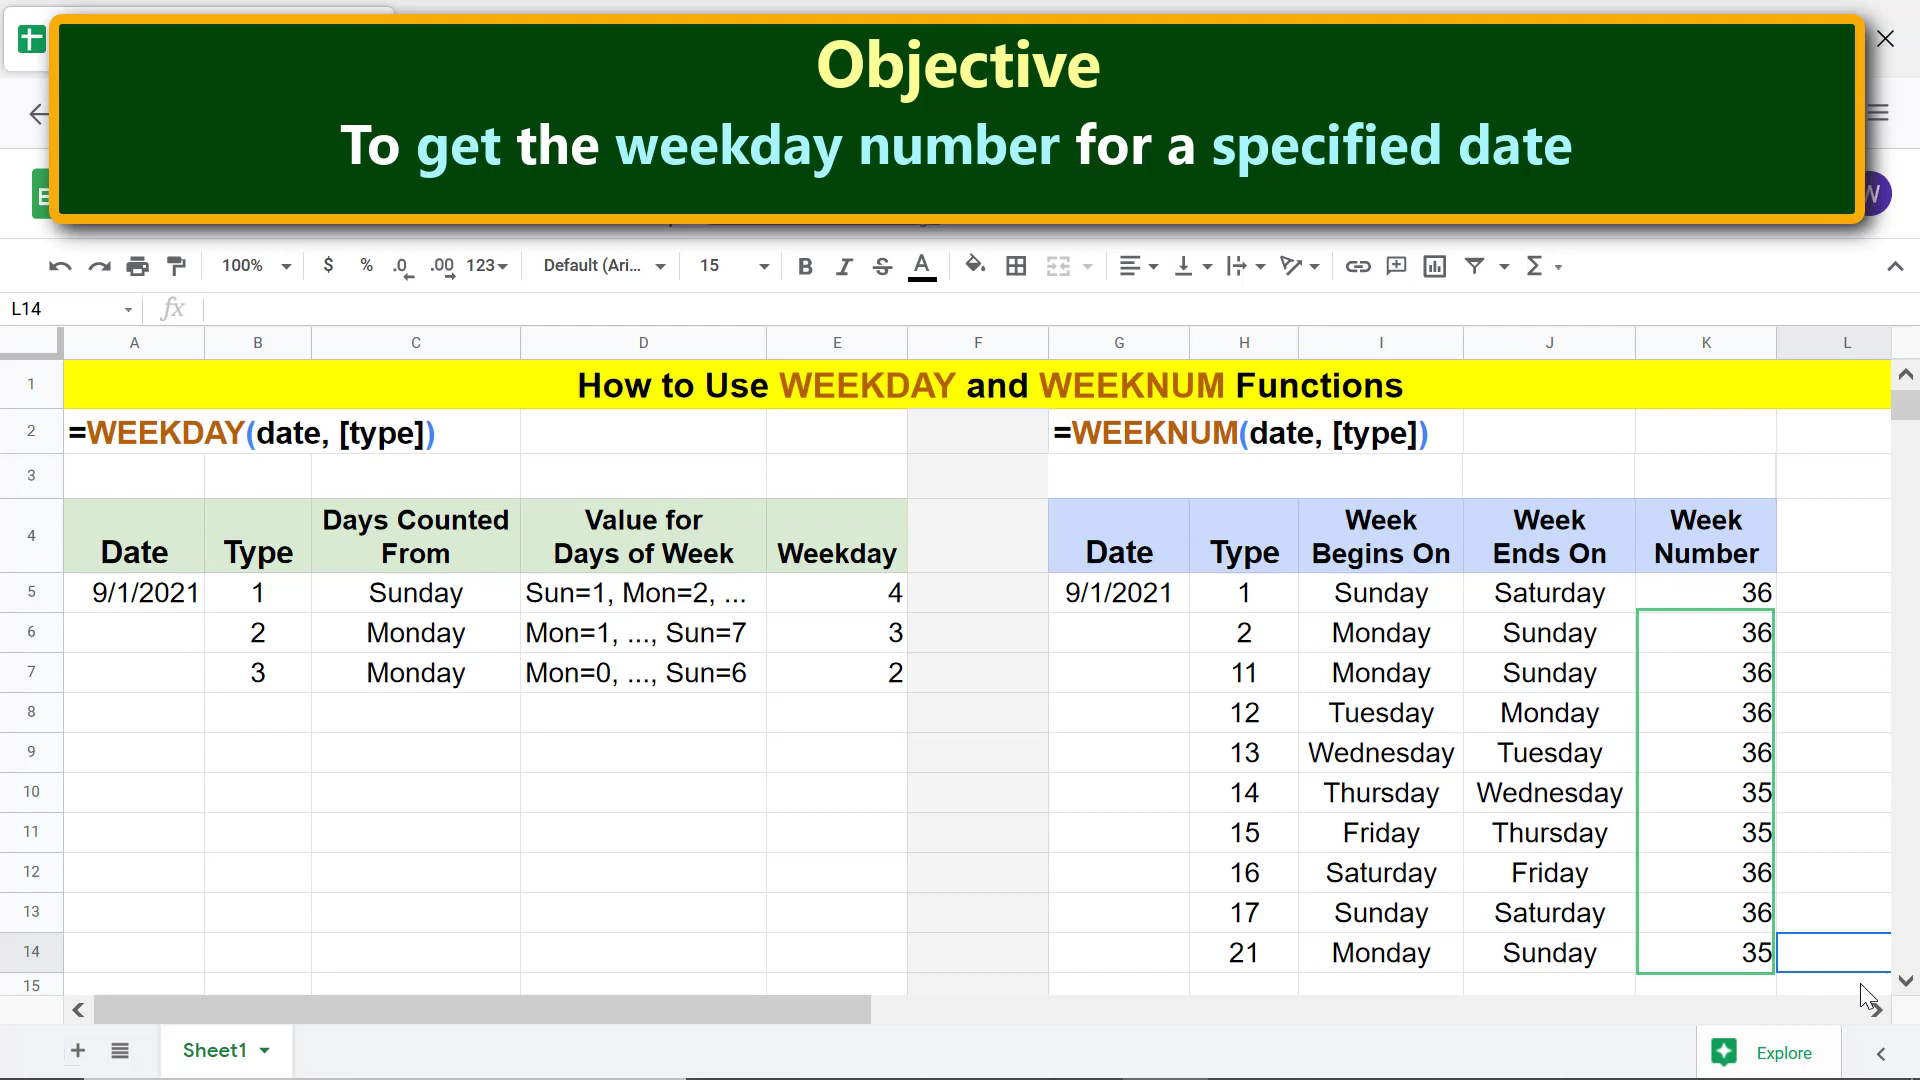 Objective
To get the weekday number for a specified date
W
100% $ % .0 .00 123 Default (Ari... 15 B I S A Σ
L14 fx
A B C D E F G H I J K L
1 How to Use WEEKDAY and WEEKNUM Functions
2 =WEEKDAY(date, [type]) =WEEKNUM(date, [type])
3
4 Date Type Days Counted From Value for Days of Week Weekday Date Type Week Begins On Week Ends On Week Number
5 9/1/2021 1 Sunday Sun=1, Mon=2, ... 4 9/1/2021 1 Sunday Saturday 36
6 2 Monday Mon=1, ..., Sun=7 3 2 Monday Sunday 36
7 3 Monday Mon=0, ..., Sun=6 2 11 Monday Sunday 36
8 12 Tuesday Monday 36
9 13 Wednesday Tuesday 36
10 14 Thursday Wednesday 35
11 15 Friday Thursday 35
12 16 Saturday Friday 36
13 17 Sunday Saturday 36
14 21 Monday Sunday 35
15
Sheet1 Explore